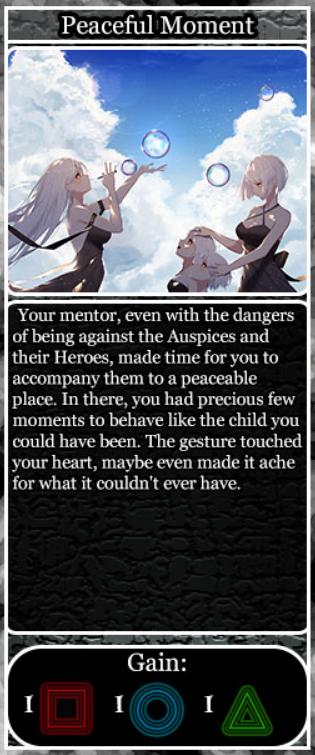 Peaceful Moment
Your mentor, even with the dangers
of being against the Auspices and
their Heroes, made time for you to
accompany them to a peaceable
place. In there, you had precious few
moments to behave like the child you
could have been. The gesture touched
your heart, maybe even made it ache
for what it couldn't ever have.
Gain:
1 1 1